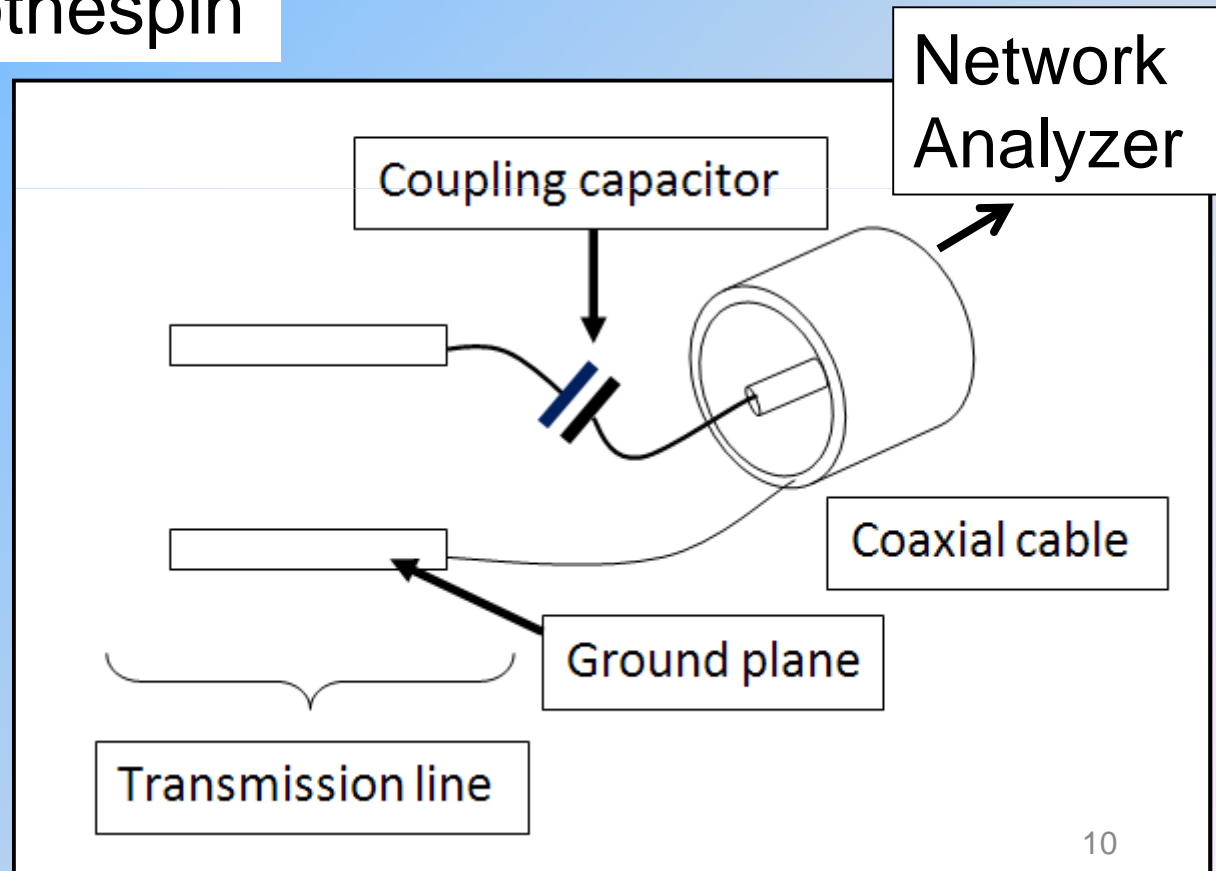 othespin
Network
Analyzer
Coupling capacitor
Coaxial cable
Ground plane
Transmission line
10